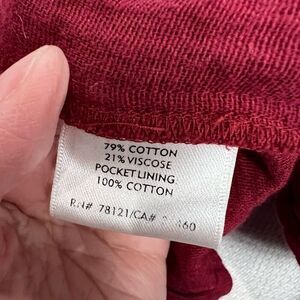 79% COTTON
21% VISCOSE
POCKET LINING
100% COTTON
RN# 78121/CA#